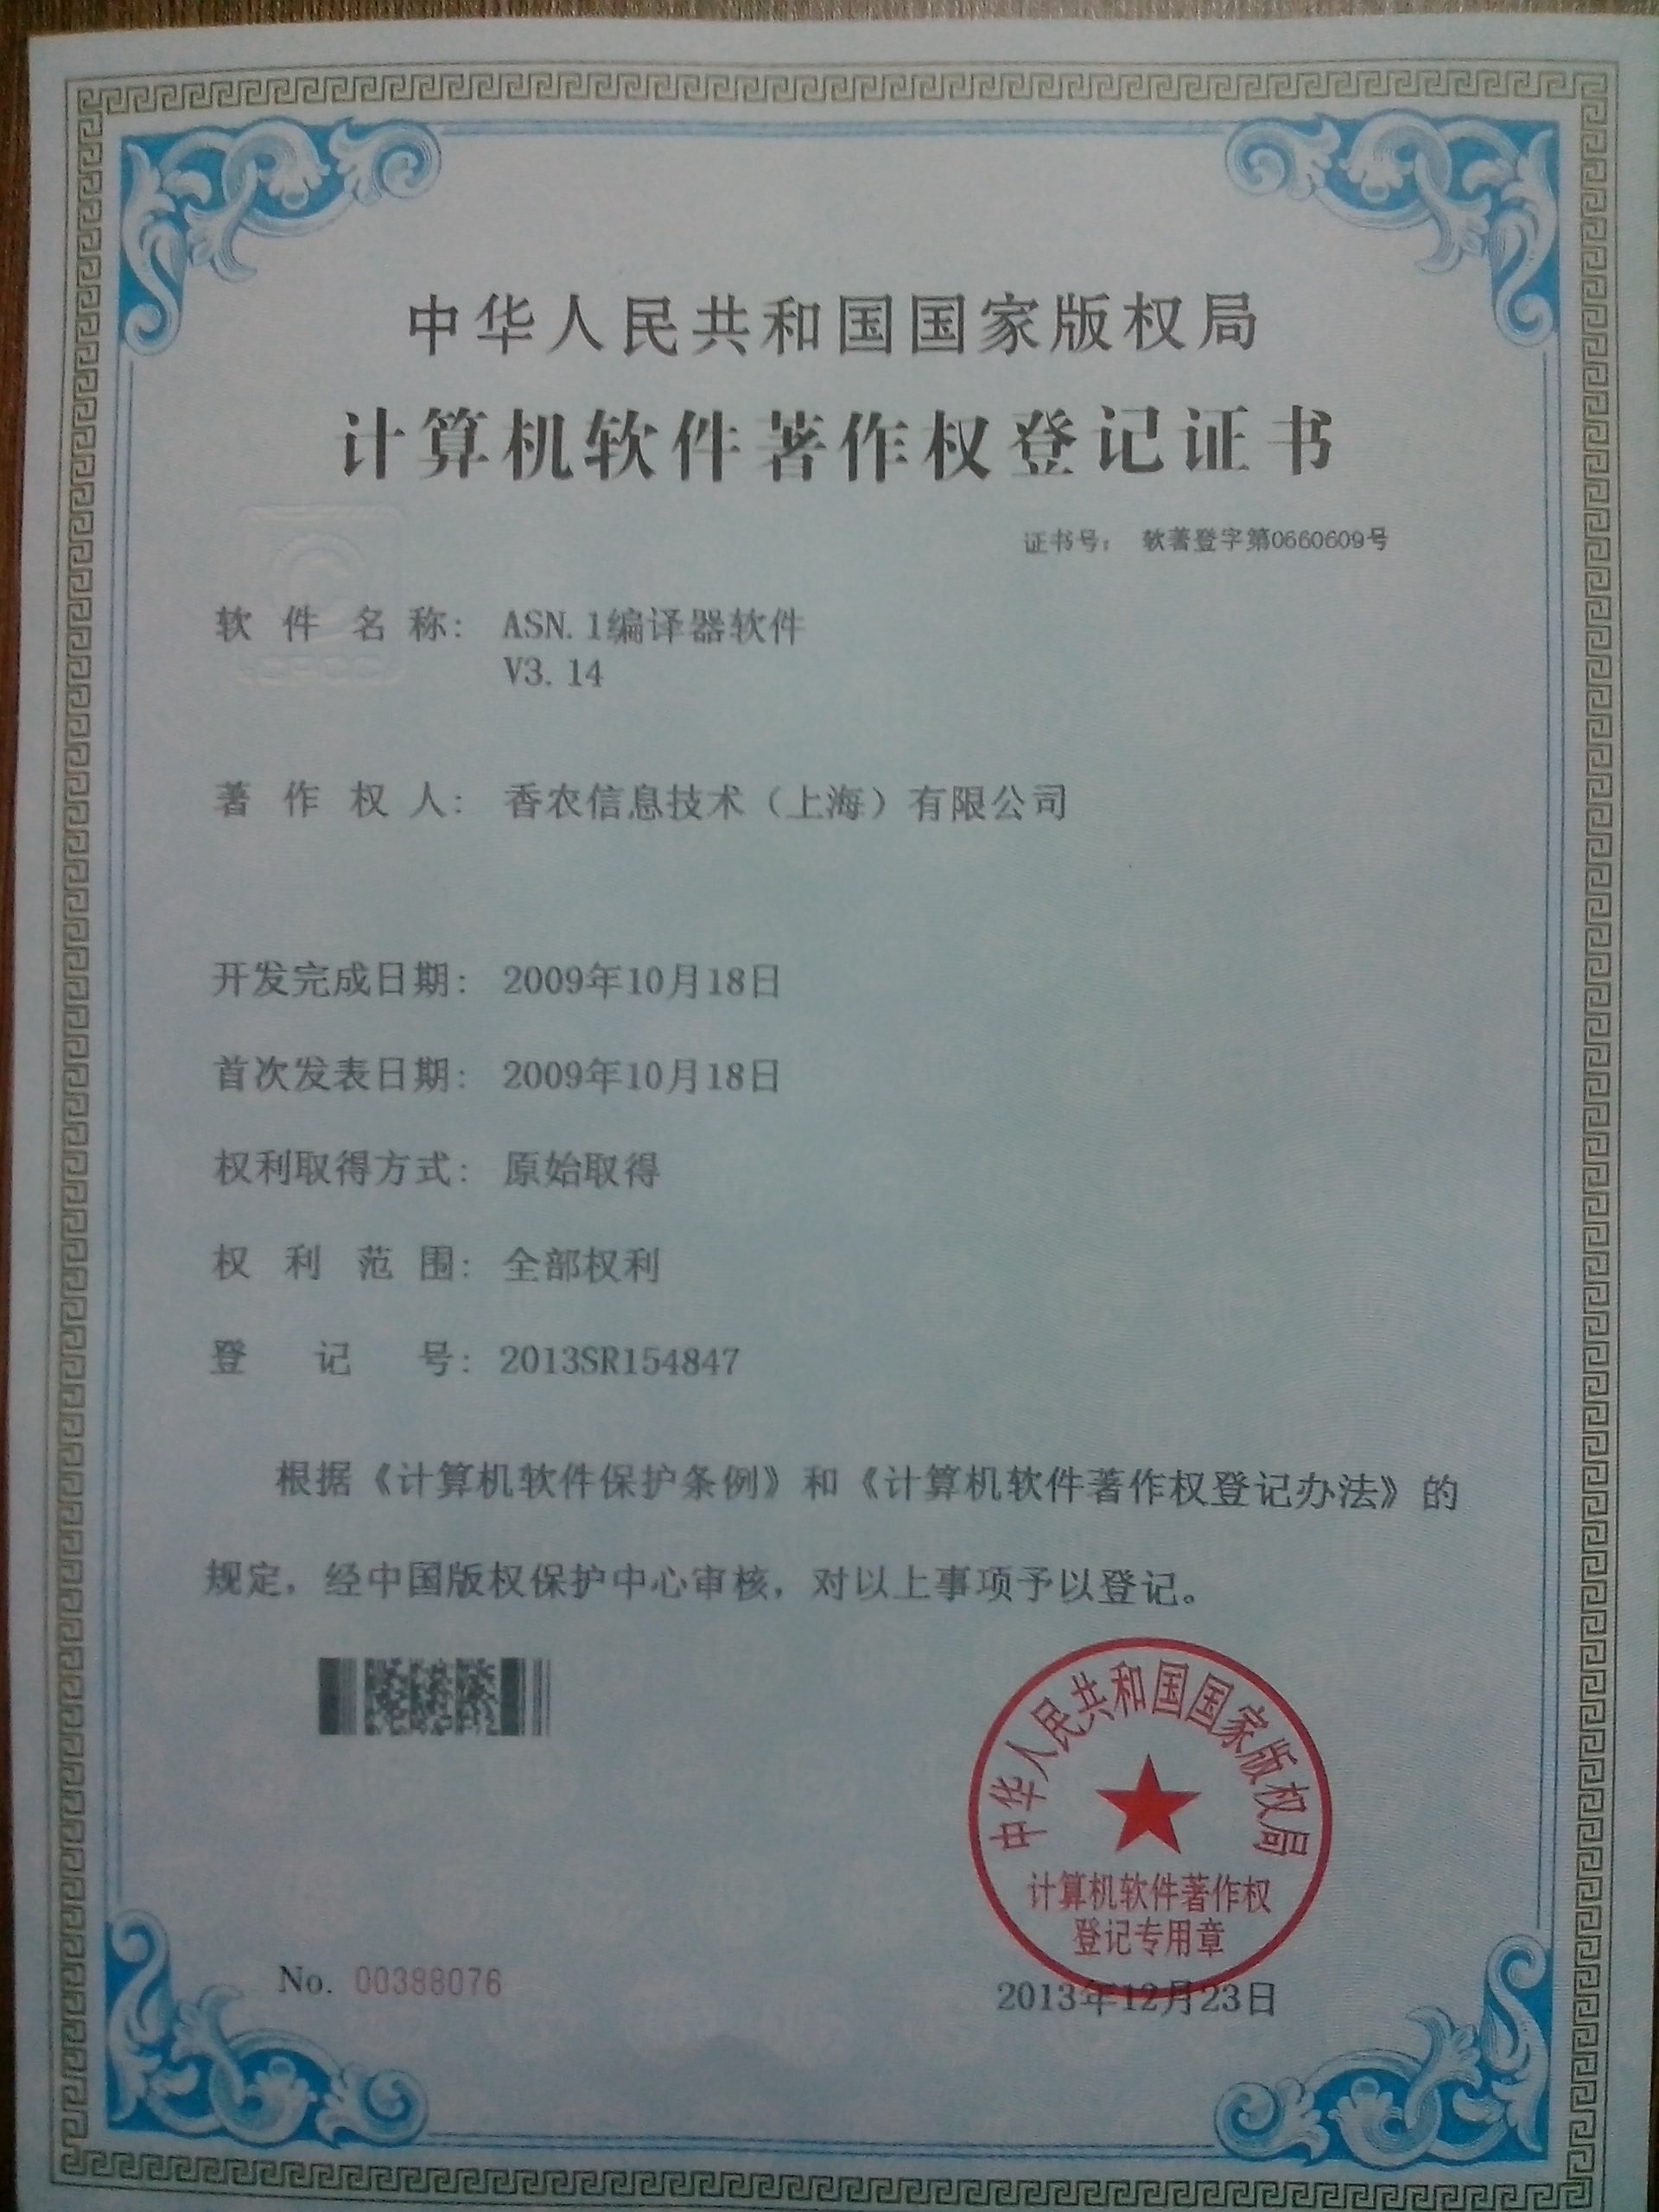 中华人民共和国国家版权局
计算机软件著作权登记证书
证书号： 软著登字第0660609号
软件名称： ASN.1编译器软件
V3.14
著作权人： 香农信息技术（上海）有限公司
开发完成日期： 2009年10月18日
首次发表日期： 2009年10月18日
权利取得方式： 原始取得
权利范围： 全部权利
登记号： 2013SR154847
根据《计算机软件保护条例》和《计算机软件著作权登记办法》的
规定，经中国版权保护中心审核，对以上事项予以登记。
中华人民共和国国家版权局
计算机软件著作权
登记专用章
No. 00388076
2013年12月23日